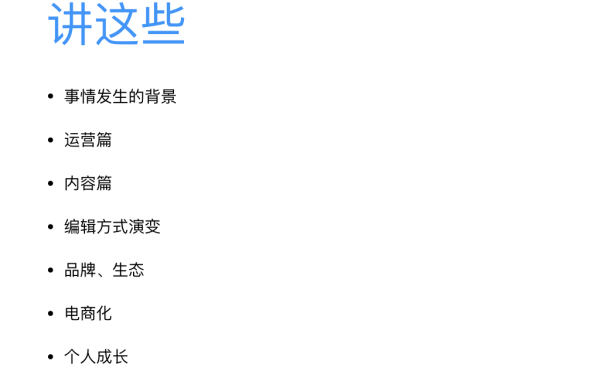 讲这些
• 事情发生的背景
• 运营篇
• 内容篇
• 编辑方式演变
• 品牌、生态
• 电商化
• 个人成长